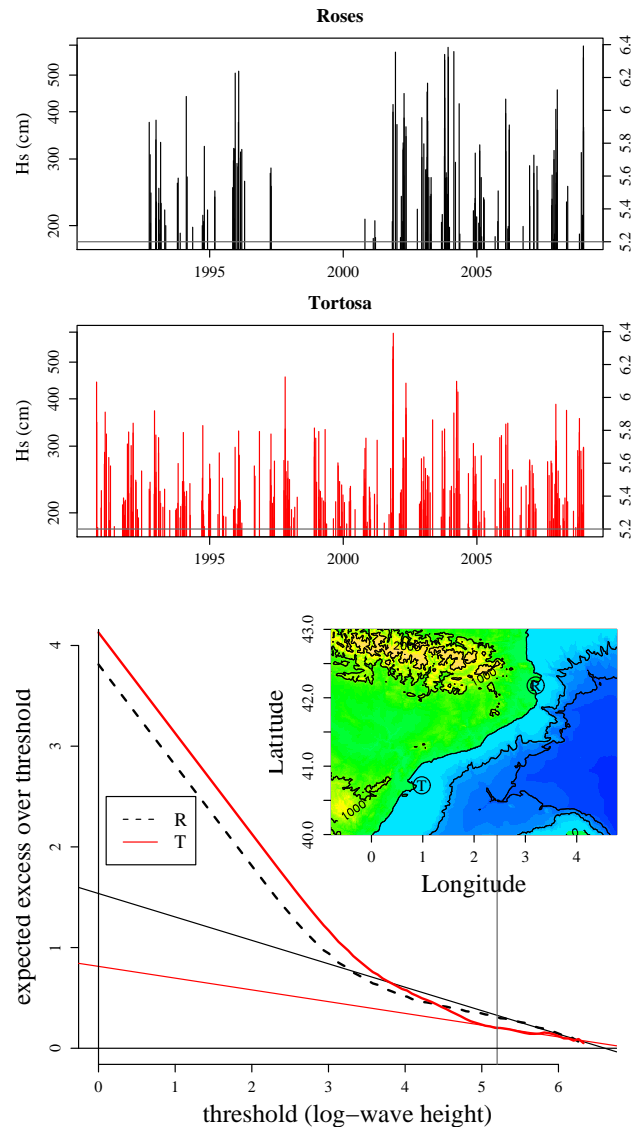 Roses
Hs (cm)
200 300 400 500
5.2 5.4 5.6 5.8 6 6.2 6.4
1995 2000 2005
Tortosa
Hs (cm)
200 300 400 500
5.2 5.4 5.6 5.8 6 6.2 6.4
1995 2000 2005
expected excess over threshold
0 1 2 3 4
R
T
Latitude
40.0 41.0 42.0 43.0
2000
1000
1000
R
T
0 1 2 3 4
Longitude
0 1 2 3 4 5 6
threshold (log−wave height)